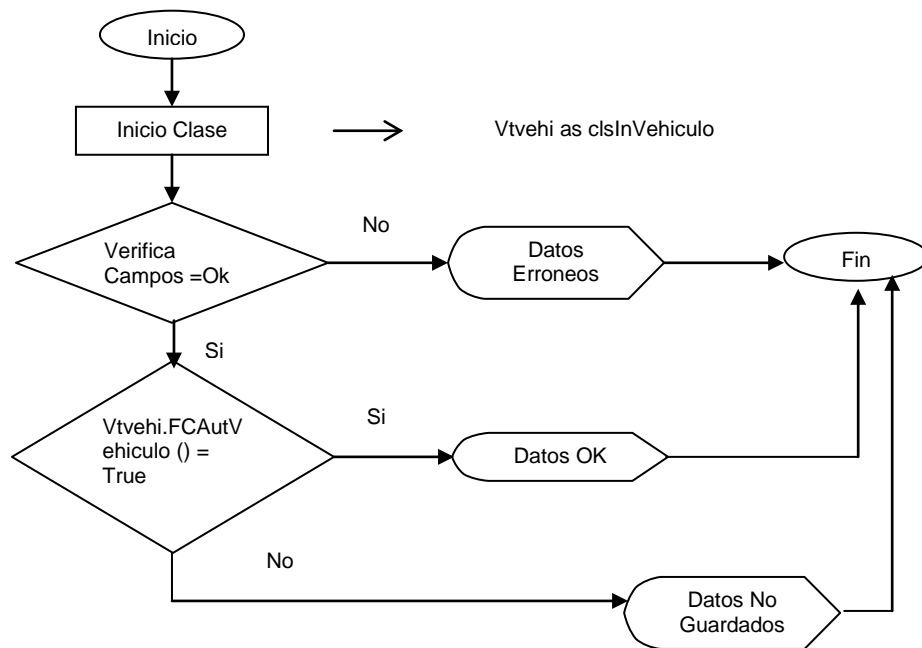 Inicio
Inicio Clase
Vtvehi as clsInVehiculo
Verifica
Campos =Ok
No
Datos
Erroneos
Fin
Si
Vtvehi.FCAutV
ehiculo () =
True
Si
Datos OK
No
Datos No
Guardados